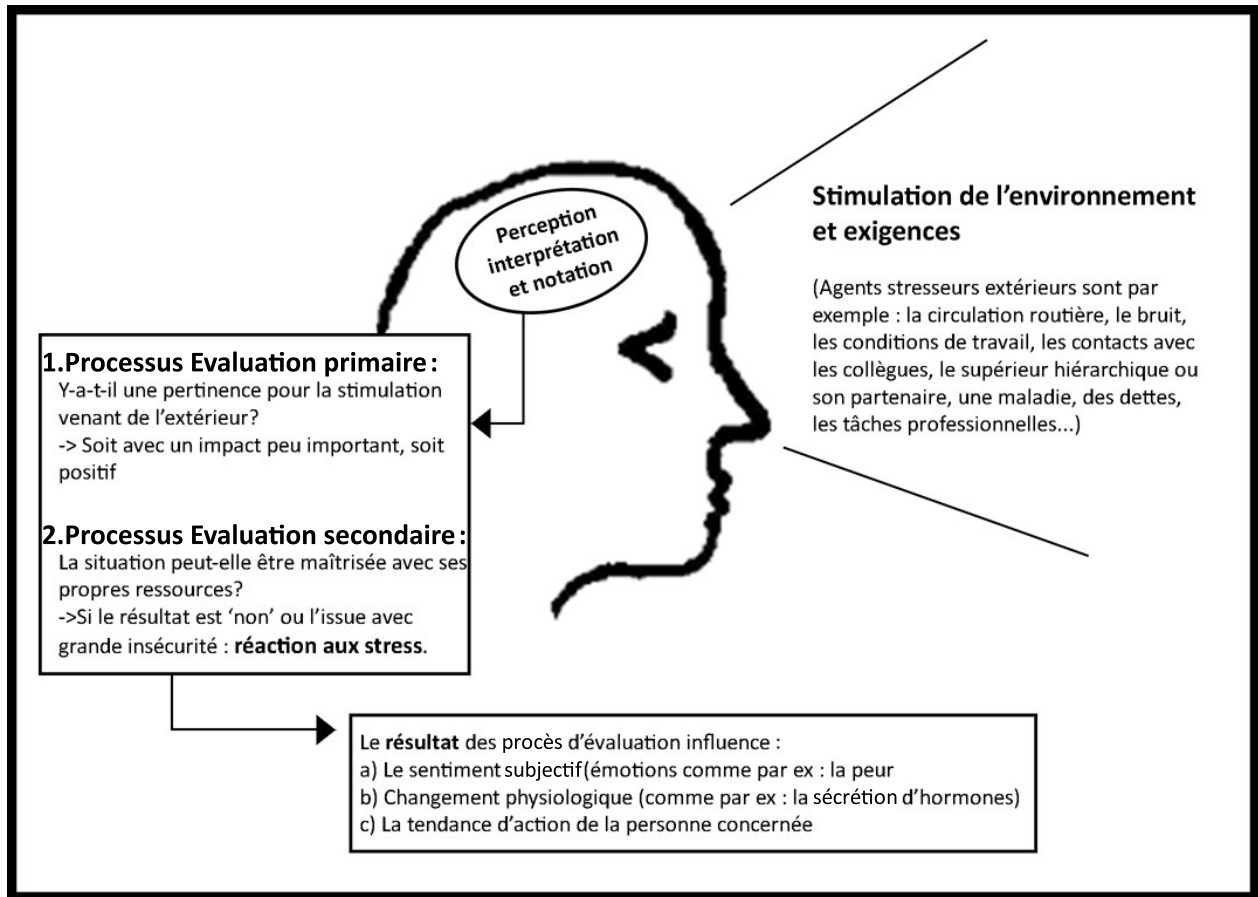 Perception
interprétation
et notation
Stimulation de l’environnement
et exigences
(Agents stresseurs extérieurs sont par
exemple : la circulation routière, le bruit,
les conditions de travail, les contacts avec
les collègues, le supérieur hiérarchique ou
son partenaire, une maladie, des dettes,
les tâches professionnelles...)
1.Processus Evaluation primaire :
Y-a-t-il une pertinence pour la stimulation
venant de l’extérieur?
-> Soit avec un impact peu important, soit
positif
2.Processus Evaluation secondaire :
La situation peut-elle être maîtrisée avec ses
propres ressources?
->Si le résultat est ‘non’ ou l’issue avec
grande insécurité : réaction aux stress.
Le résultat des procès d’évaluation influence :
a) Le sentiment subjectif(émotions comme par ex : la peur
b) Changement physiologique (comme par ex : la sécrétion d’hormones)
c) La tendance d’action de la personne concernée